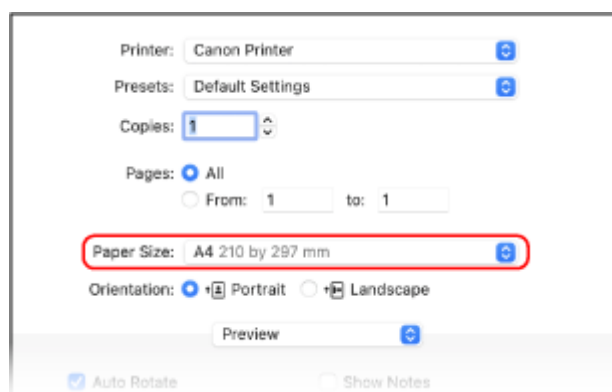 Printer: Canon Printer
Presets: Default Settings
Copies: 1
Pages: All
From: 1 to: 1
Paper Size: A4 210 by 297 mm
Orientation: Portrait Landscape
Preview
Auto Rotate Show Notes